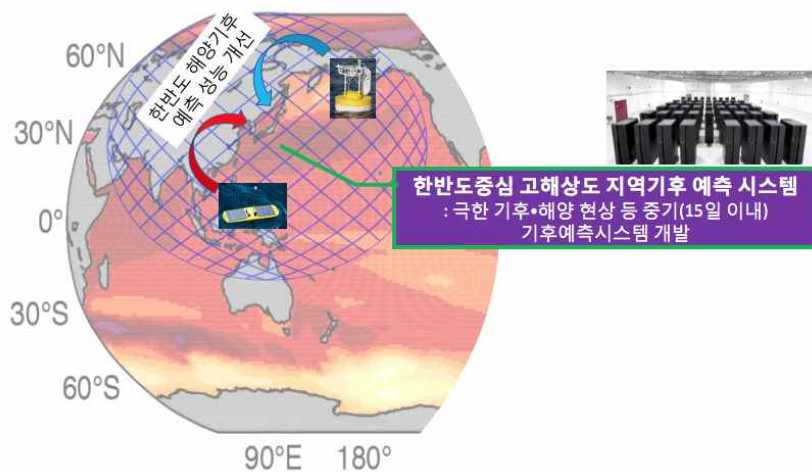 한반도 해양기후
예측 성능 개선
60°N
30°N
0°
30°S
60°S
90°E
180°
한반도중심 고해상도 지역기후 예측 시스템
: 극한 기후•해양 현상 등 중기(15일 이내)
기후예측시스템 개발